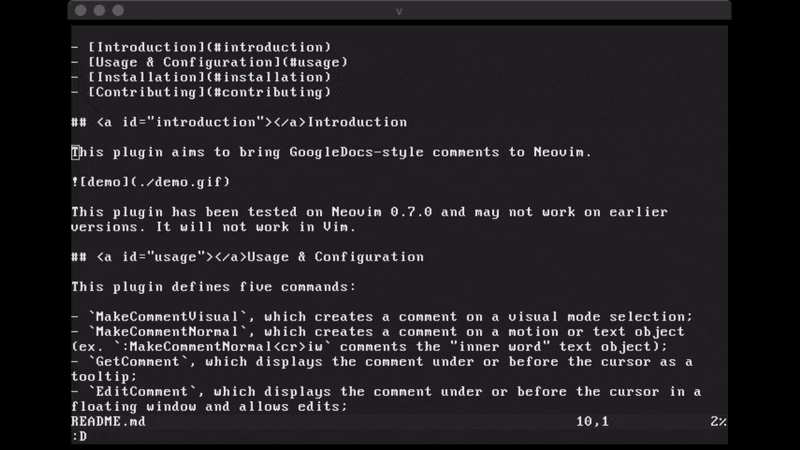 v
- [Introduction](#introduction)
- [Usage & Configuration](#usage)
- [Installation](#installation)
- [Contributing](#contributing)
## <a id="introduction"></a>Introduction
This plugin aims to bring GoogleDocs-style comments to Neovim.
![demo](./demo.gif)
This plugin has been tested on Neovim 0.7.0 and may not work on earlier
versions. It will not work in Vim.
## <a id="usage"></a>Usage & Configuration
This plugin defines five commands:
- `MakeCommentVisual`, which creates a comment on a visual mode selection;
- `MakeCommentNormal`, which creates a comment on a motion or text object
(ex. `:MakeCommentNormal<cr>iw` comments the "inner word" text object);
- `GetComment`, which displays the comment under or before the cursor as a
tooltip;
- `EditComment`, which displays the comment under or before the cursor in a
floating window and allows edits;
README.md 10,1 2%
:D